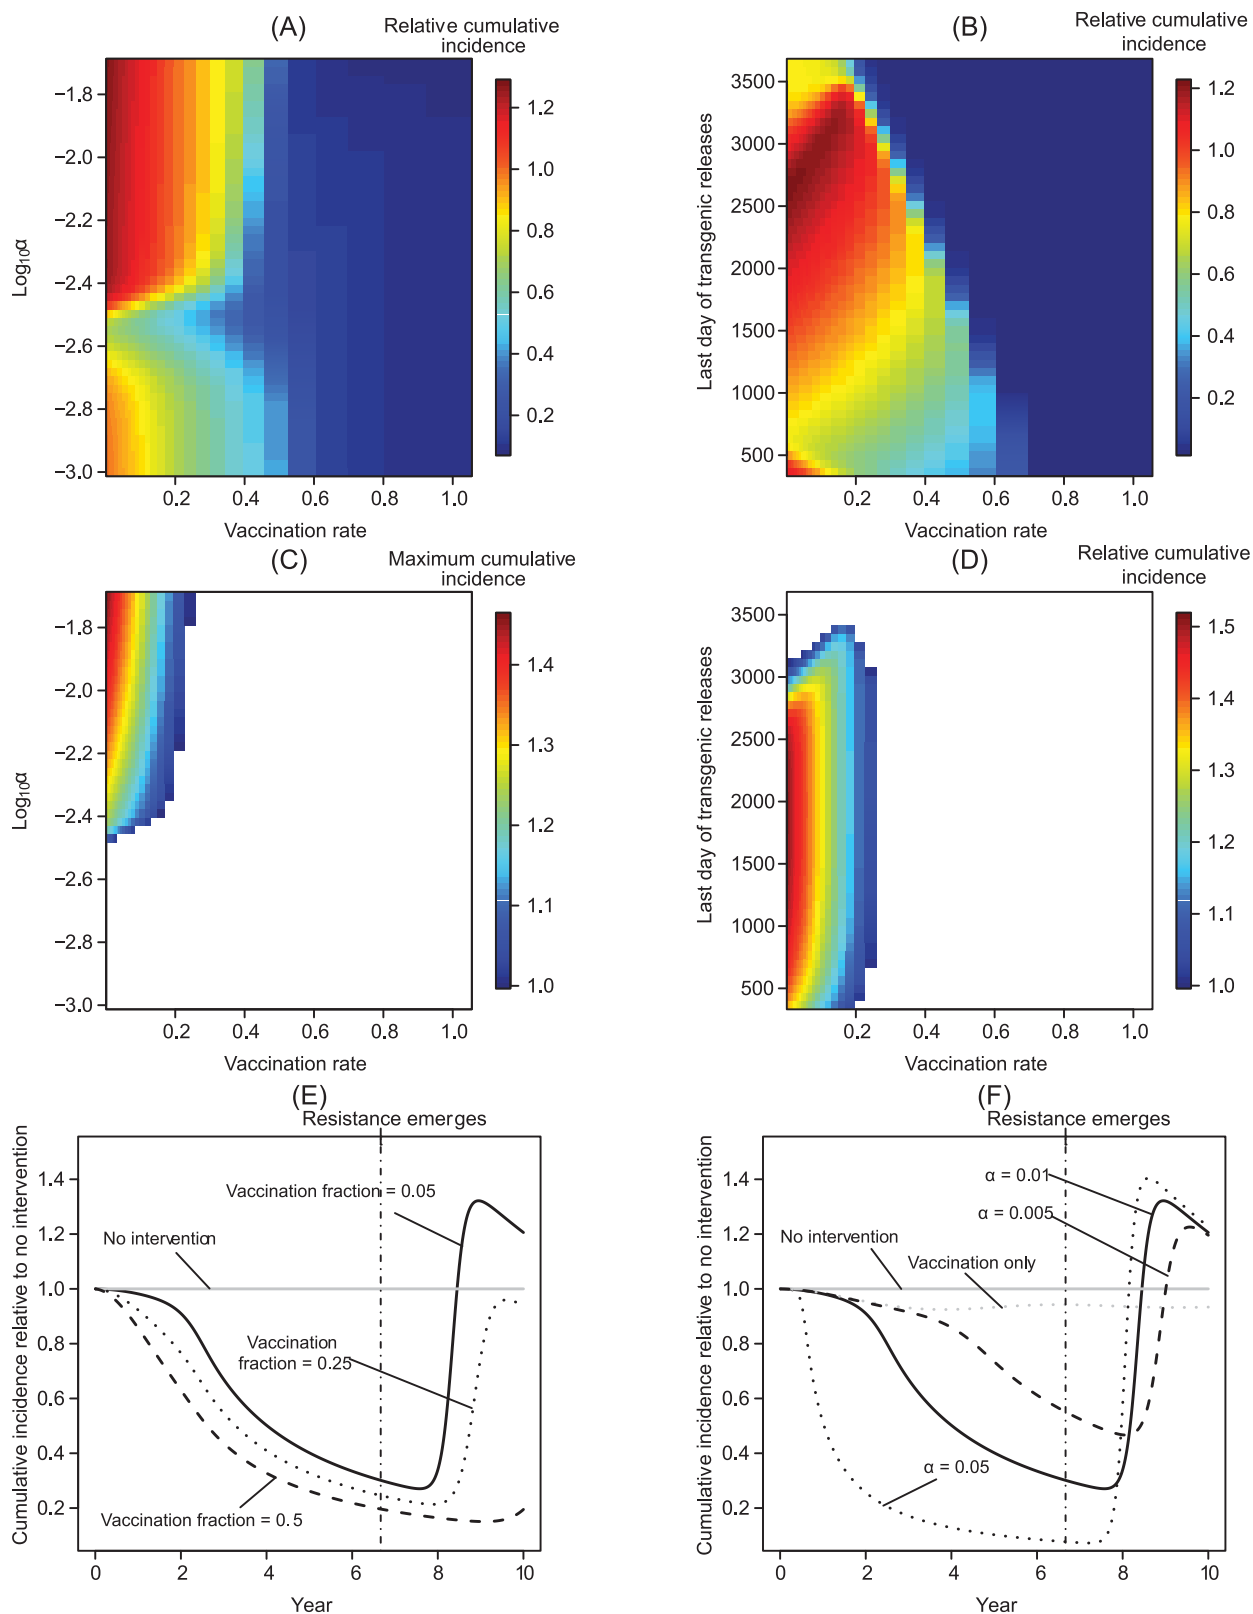 (A)
Relative cumulative
incidence
−1.8
−2.0
−2.2
−2.4
−2.6
−2.8
−3.0
Log10α
0.2 0.4 0.6 0.8 1.0
Vaccination rate
1.2
1.0
0.8
0.6
0.4
0.2
(B)
Relative cumulative
incidence
3500
3000
2500
2000
1500
1000
500
Last day of transgenic releases
0.2 0.4 0.6 0.8 1.0
Vaccination rate
1.2
1.0
0.8
0.6
0.4
0.2
(C)
Maximum cumulative
incidence
−1.8
−2.0
−2.2
−2.4
−2.6
−2.8
−3.0
Log10α
0.2 0.4 0.6 0.8 1.0
Vaccination rate
1.4
1.3
1.2
1.1
1.0
(D)
Relative cumulative
incidence
3500
3000
2500
2000
1500
1000
500
Last day of transgenic releases
0.2 0.4 0.6 0.8 1.0
Vaccination rate
1.5
1.4
1.3
1.2
1.1
1.0
(E)
Resistance emerges
Cumulative incidence relative to no intervention
1.4
1.2
1.0
0.8
0.6
0.4
0.2
Vaccination fraction = 0.05
No intervention
Vaccination
fraction = 0.25
Vaccination fraction = 0.5
0 2 4 6 8 10
Year
(F)
Resistance emerges
Cumulative incidence relative to no intervention
1.4
1.2
1.0
0.8
0.6
0.4
0.2
α = 0.01
α = 0.005
No intervention
Vaccination only
α = 0.05
0 2 4 6 8 10
Year